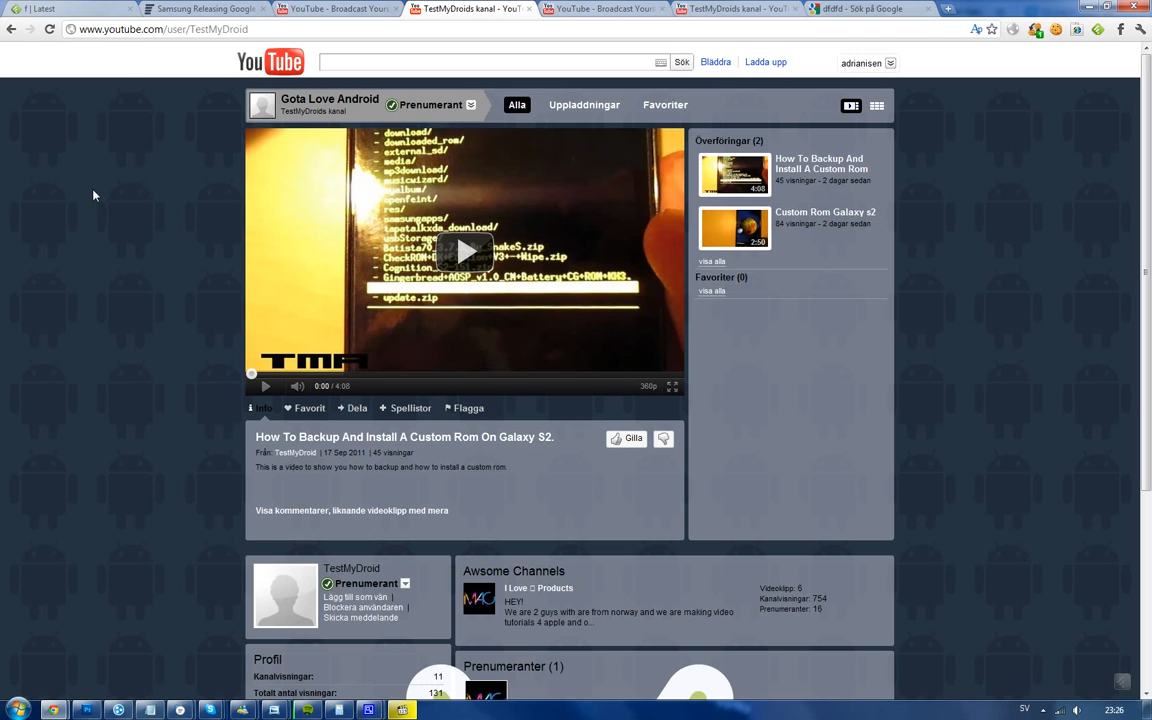 f | Latest
Samsung Releasing Google
YouTube - Broadcast Yours
TestMyDroids kanal - YouT
YouTube - Broadcast Yours
TestMyDroids kanal - YouT
dfdfd - Sök på Google
www.youtube.com/user/TestMyDroid
YouTube
Sök
Bläddra
Ladda upp
adrianisen
Gota Love Android
TestMyDroids kanal
Prenumerant
Alla
Uppladdningar
Favoriter
- download/
- downloaded_rom/
- external_sd/
- media/
- mp3download/
- musicwizard/
- myalbum/
- openfeint/
- res/
- samsungapps/
- tapatalkxda_download/
- usbStorage
- update.zip
TMA
0:00 / 4:08
360p
Överföringar (2)
How To Backup And
Install A Custom Rom
45 visningar - 2 dagar sedan
4:08
Custom Rom Galaxy s2
84 visningar - 2 dagar sedan
2:50
visa alla
Favoriter (0)
visa alla
Info
Favorit
Dela
Spellistor
Flagga
How To Backup And Install A Custom Rom On Galaxy S2.
Gilla
Från: TestMyDroid | 17 Sep 2011 | 45 visningar
This is a video to show you how to backup and how to install a custom rom.
Visa kommentarer, liknande videoklipp med mera
TestMyDroid
Prenumerant
Lägg till som vän |
Blockera användaren |
Skicka meddelande
Awsome Channels
MAC
I Love Products
HEY!
We are 2 guys with are from norway and we are making video
tutorials 4 apple and o...
Videoklipp: 6
Kanalvisningar: 754
Prenumeranter: 16
Profil
Kanalvisningar: 11
Totalt antal visningar: 131
Prenumeranter (1)
SV
23:26